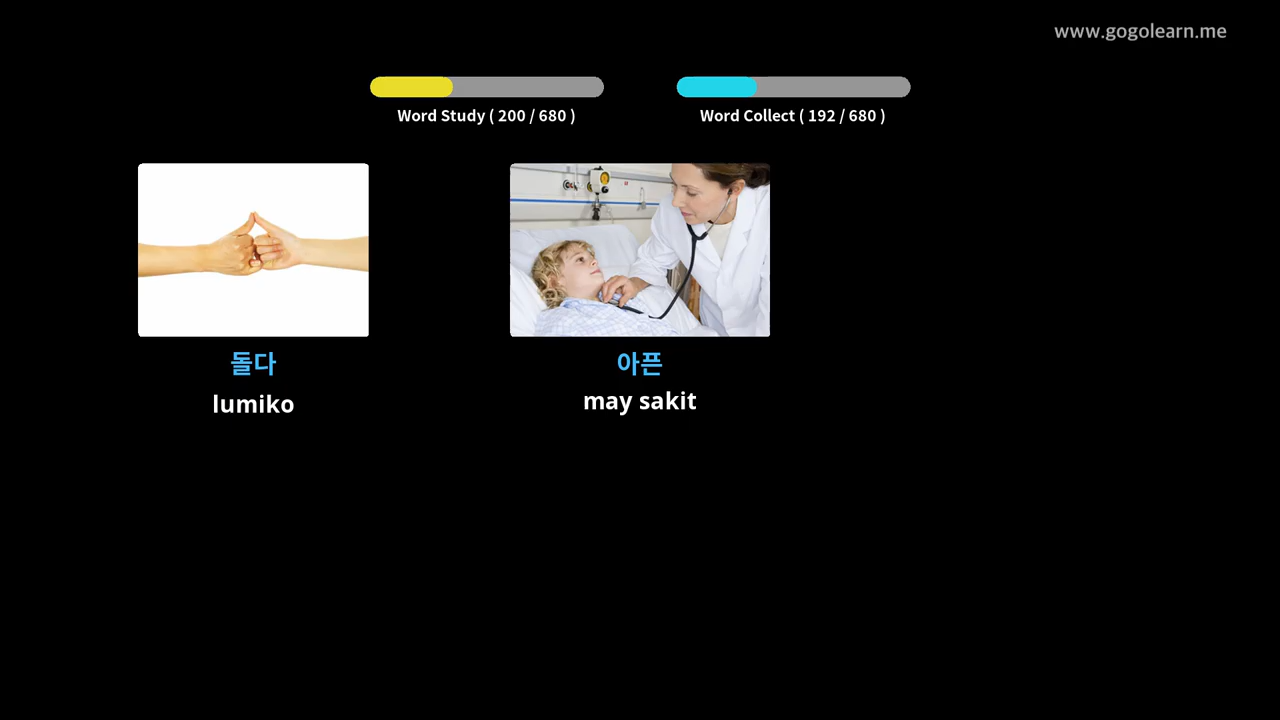 www.gogolearn.me
Word Study ( 200 / 680 )
Word Collect ( 192 / 680 )
돌다
lumiko
아픈
may sakit